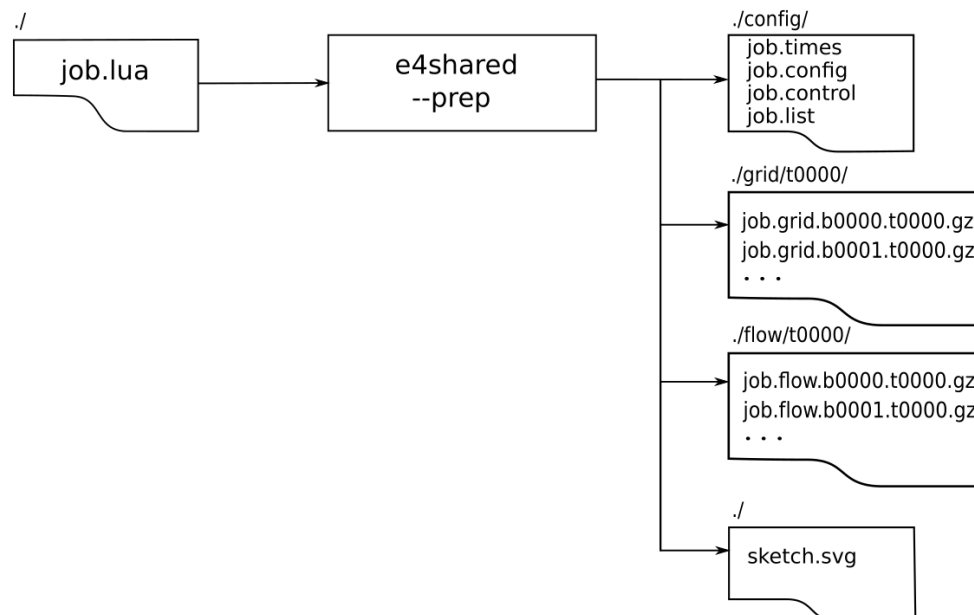 ./
job.lua
e4shared
--prep
./config/
job.times
job.config
job.control
job.list
./grid/t0000/
job.grid.b0000.t0000.gz
job.grid.b0001.t0000.gz
. . .
./flow/t0000/
job.flow.b0000.t0000.gz
job.flow.b0001.t0000.gz
. . .
./
sketch.svg